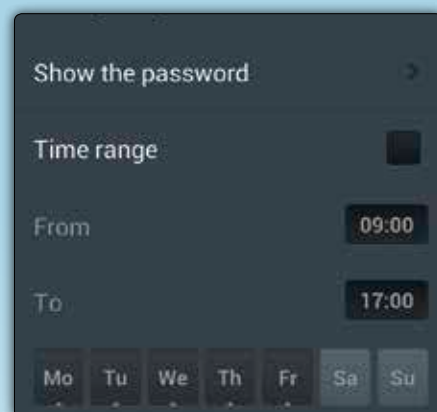 Show the password
Time range
From 09:00
To 17:00
Mo Tu We Th Fr Sa Su